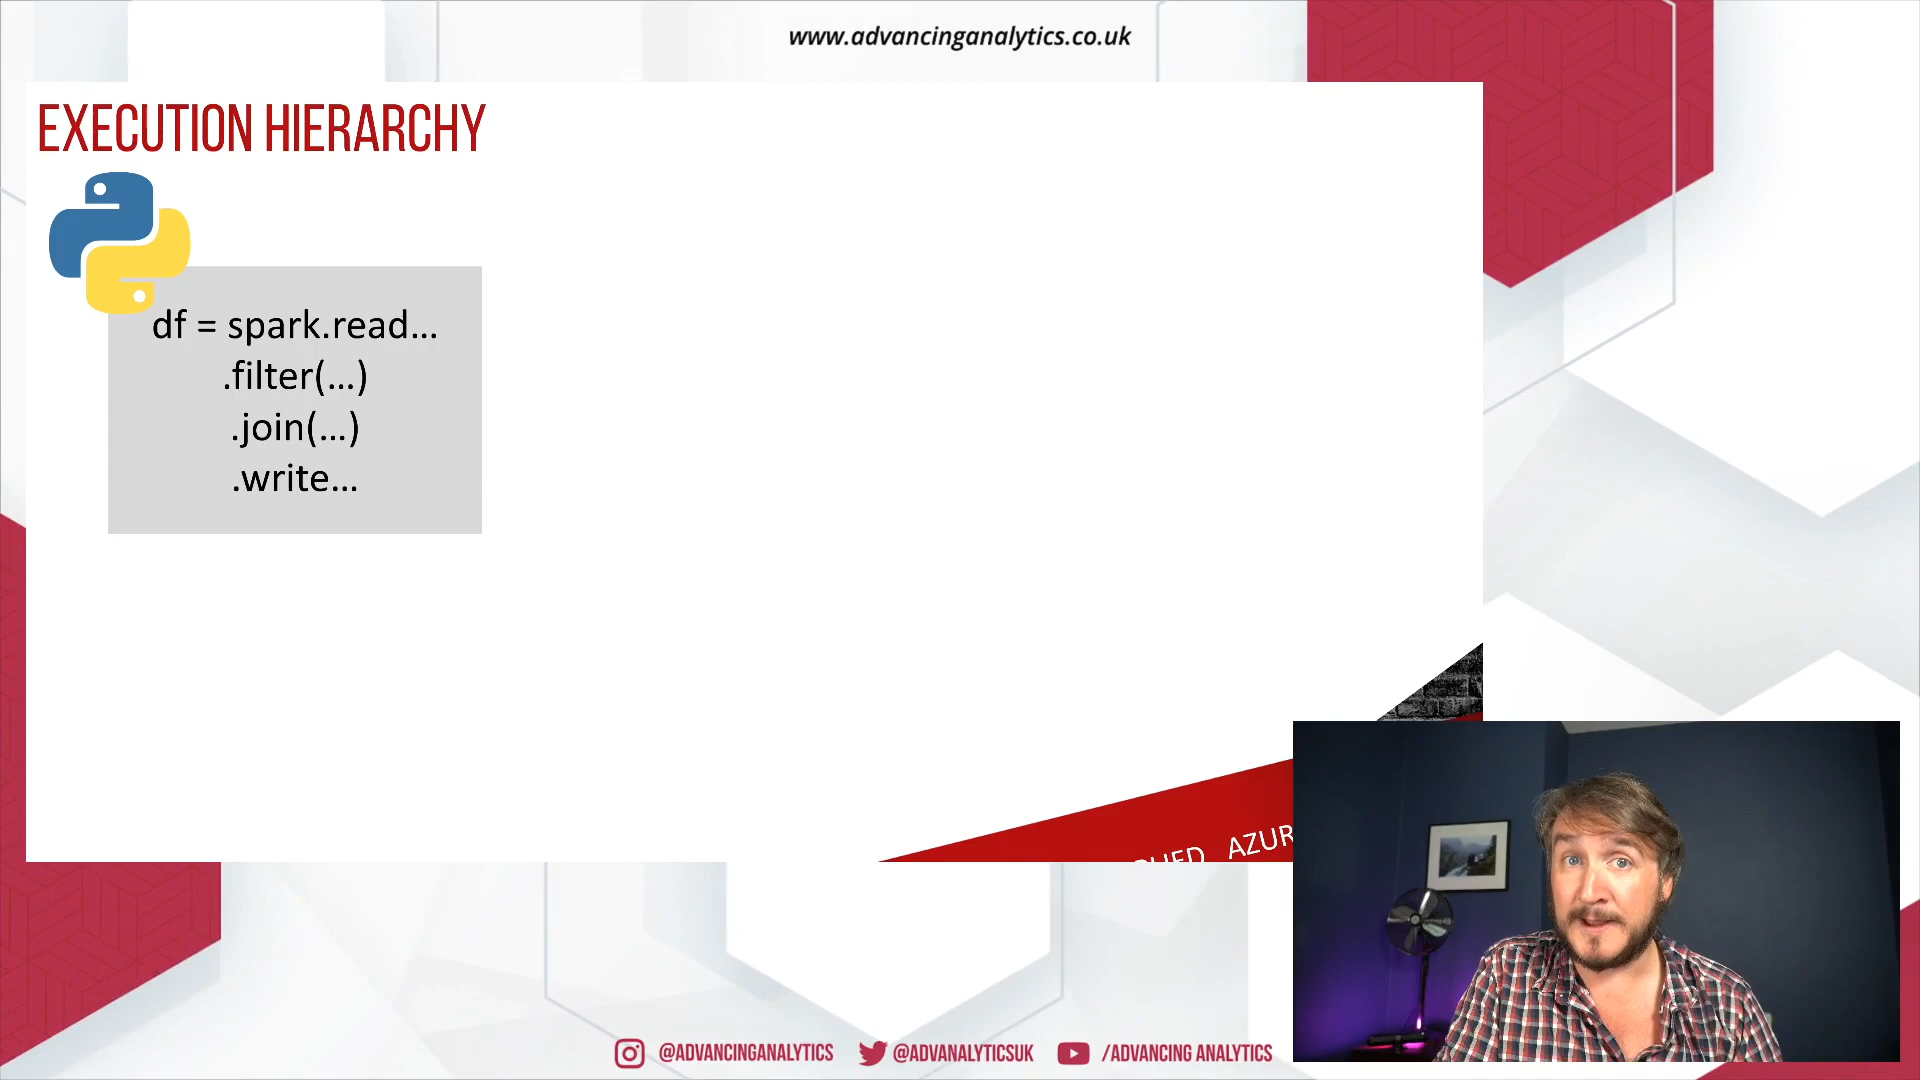 www.advancinganalytics.co.uk
EXECUTION HIERARCHY
df = spark.read...
.filter(...)
.join(...)
.write...
AZUR
@ADVANCINGANALYTICS
@ADVANALYTICSUK
/ADVANCING ANALYTICS